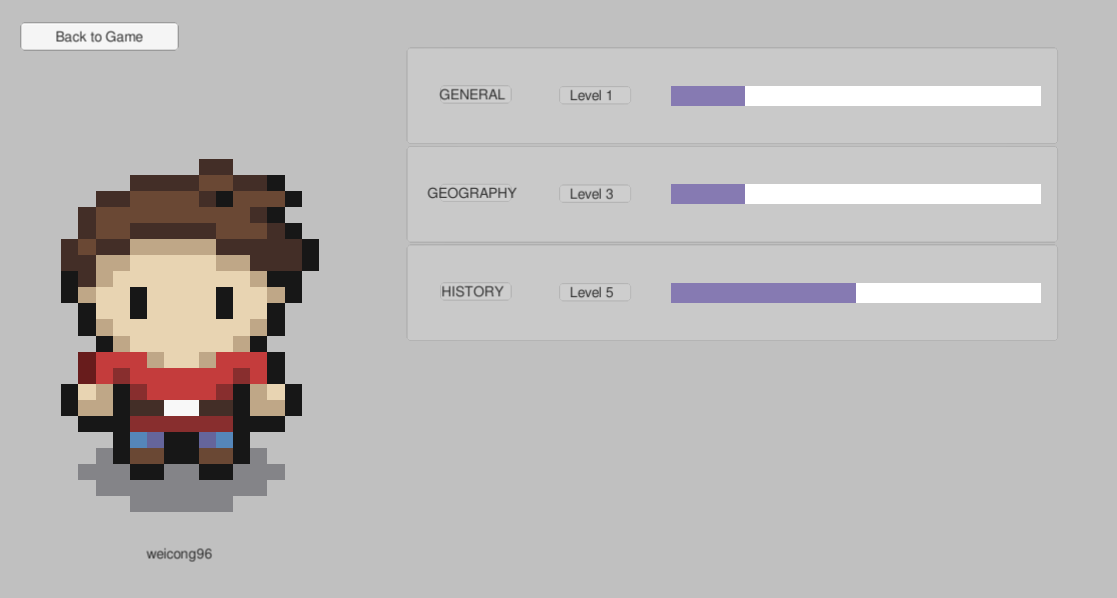 Back to Game
GENERAL
Level 1
GEOGRAPHY
Level 3
HISTORY
Level 5
weicong96